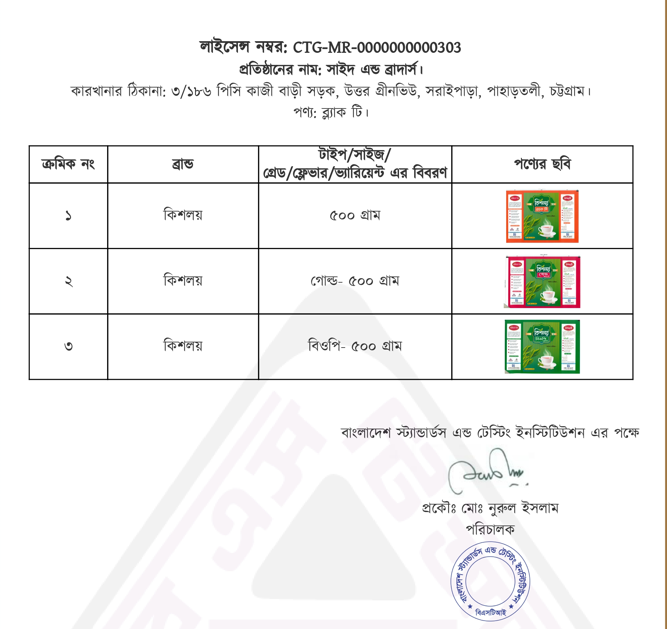 লাইসেন্স নম্বর: CTG-MR-0000000000303
প্রতিষ্ঠানের নাম: সাইদ এন্ড ব্রাদার্স।
কারখানার ঠিকানা: ৩/১৮৬ পিসি কাজী বাড়ী সড়ক, উত্তর গ্রীনভিউ, সরাইপাড়া, পাহাড়তলী, চট্টগ্রাম।
পণ্য: ব্ল্যাক টি।
ক্রমিক নং ব্রান্ড টাইপ/সাইজ/
গ্রেড/ফ্লেভার/ভ্যারিয়েন্ট এর বিবরণ পণ্যের ছবি
১ কিশলয় ৫০০ গ্রাম
২ কিশলয় গোল্ড- ৫০০ গ্রাম
৩ কিশলয় বিওপি- ৫০০ গ্রাম
বাংলাদেশ স্ট্যান্ডার্ডস এন্ড টেস্টিং ইনস্টিটিউশন এর পক্ষে
প্রকৌঃ মোঃ নুরুল ইসলাম
পরিচালক
বাংলাদেশ স্ট্যান্ডার্ডস এন্ড টেস্টিং ইনস্টিটিউশন
বিএসটিআই